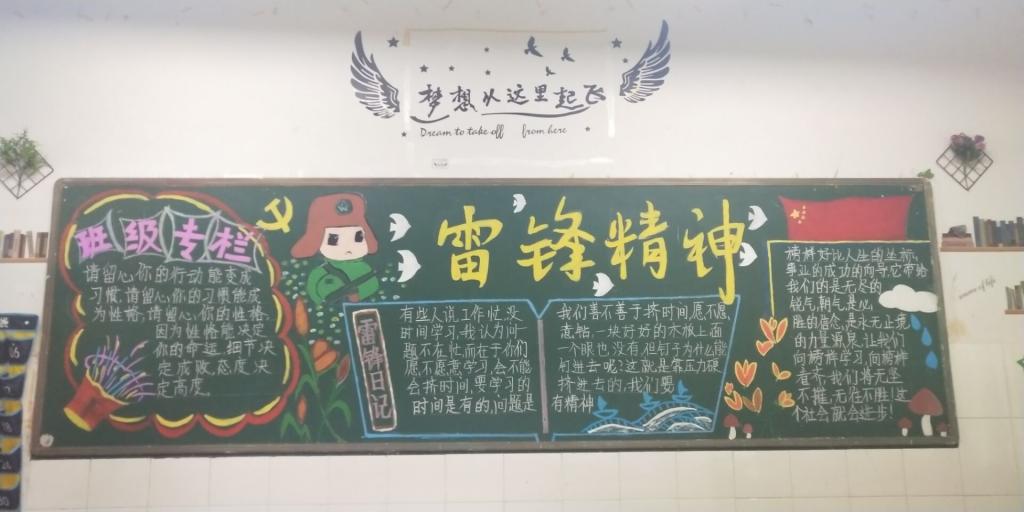 梦想从这里起飞
Dream to take off from here
雷锋精神
班级专栏
请留心,你的行动能变成
习惯,请留心,你的习惯能成
为性格,请留心,你的性格
因为性格能决定
你的命运,细节决
定成败,态度决
定高度
雷锋日记
有些人说工作忙没
时间学习,我认为问
题不在忙,而在于你们
愿不愿意学习,会不能
会挤时间,要学习的
时间是有的,问题是
我们善不善于挤时间愿不愿
意钻,一块好好的木板上面
一个眼也没有,但钉子为什么能
钉进去呢?这就是靠压力硬
挤进去的,我们要
有精神
榜样好比人生的坐标,
事业的成功的向导,它带给
我们的是无尽的
锐气,朝气,是心
胜的信念,是永无止境
的力量源泉,让我们
向榜样学习,向榜样
看齐,我们将无坚
不摧,无在不胜!这
个社会就会进步!